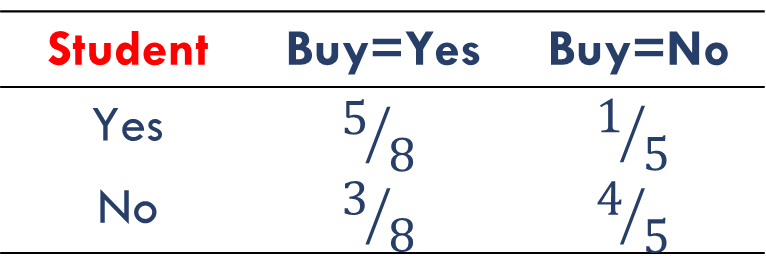 Student Buy=Yes Buy=No
Yes 5/8 1/5
No 3/8 4/5